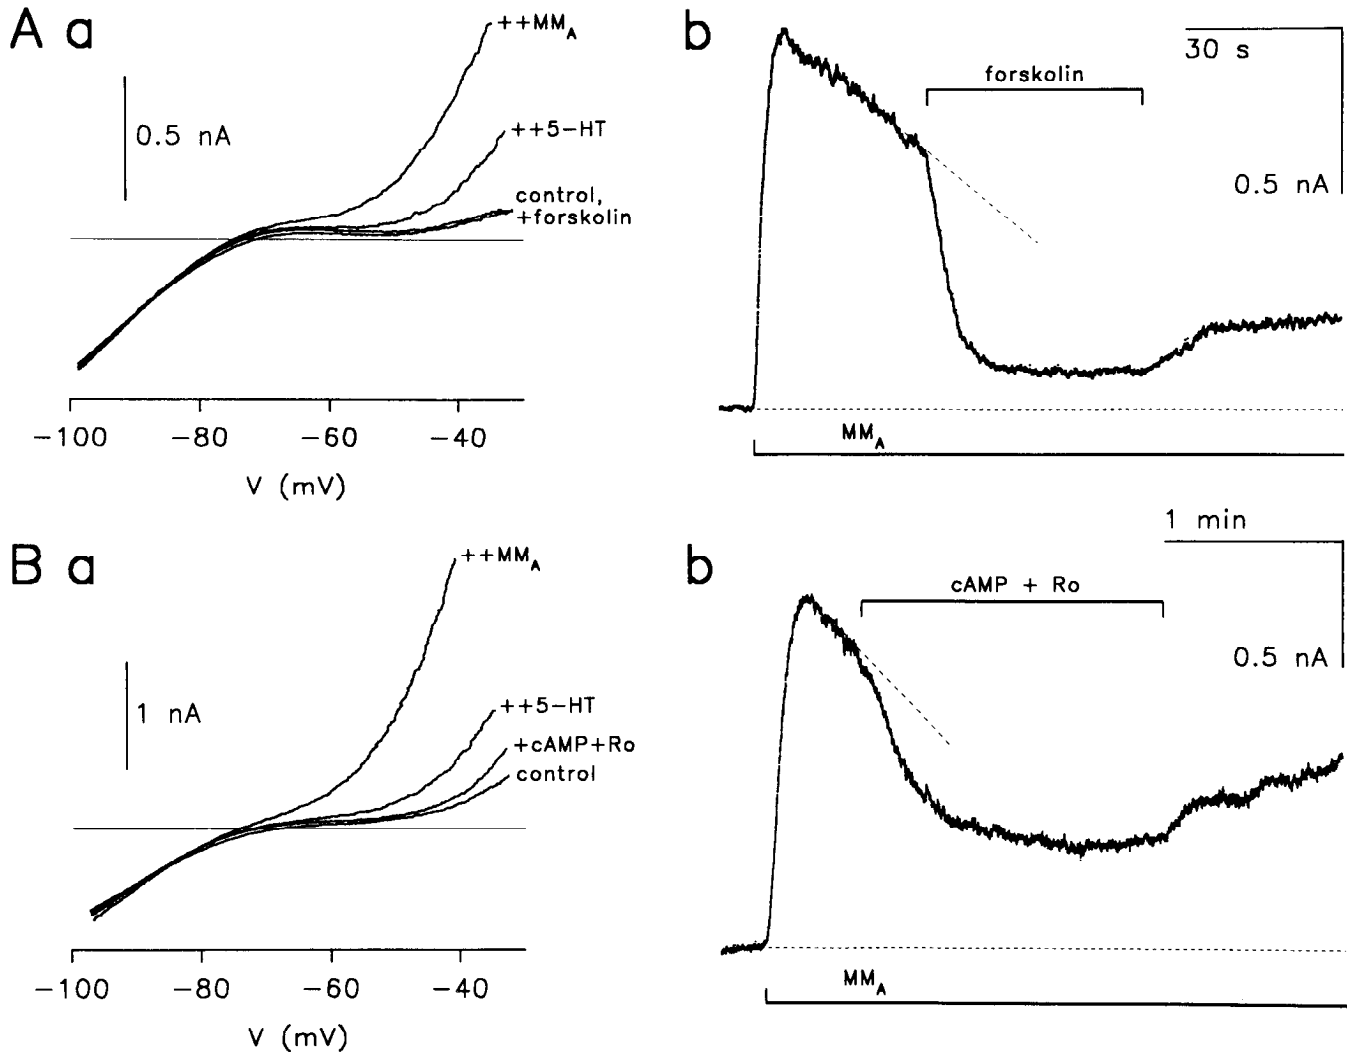 A a
++MM_A
0.5 nA
++5-HT
control,
+forskolin
-100 -80 -60 -40
V (mV)
b
30 s
forskolin
0.5 nA
MM_A
B a
++MM_A
1 nA
++5-HT
+cAMP+Ro
control
-100 -80 -60 -40
V (mV)
b
1 min
cAMP + Ro
0.5 nA
MM_A